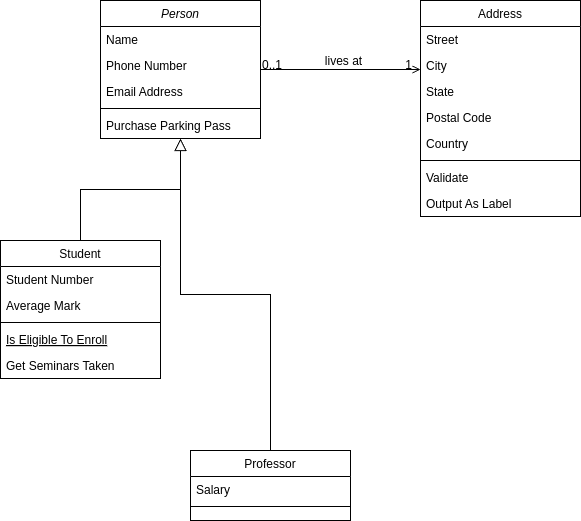 Person
Name
Phone Number
Email Address
Purchase Parking Pass
0..1
lives at
1
Address
Street
City
State
Postal Code
Country
Validate
Output As Label
Student
Student Number
Average Mark
Is Eligible To Enroll
Get Seminars Taken
Professor
Salary